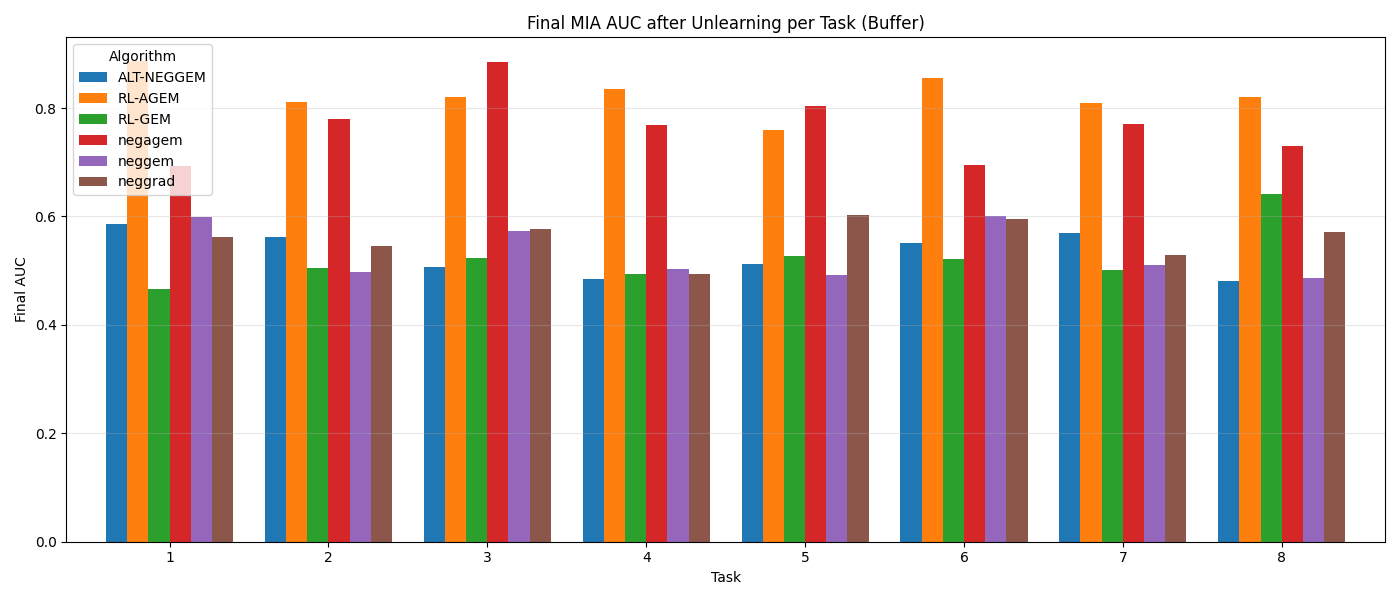 Final MIA AUC after Unlearning per Task (Buffer)
Algorithm
ALT-NEGGEM
RL-AGEM
RL-GEM
negagem
neggem
neggrad
Final AUC
0.8
0.6
0.4
0.2
0.0
1 2 3 4 5 6 7 8
Task